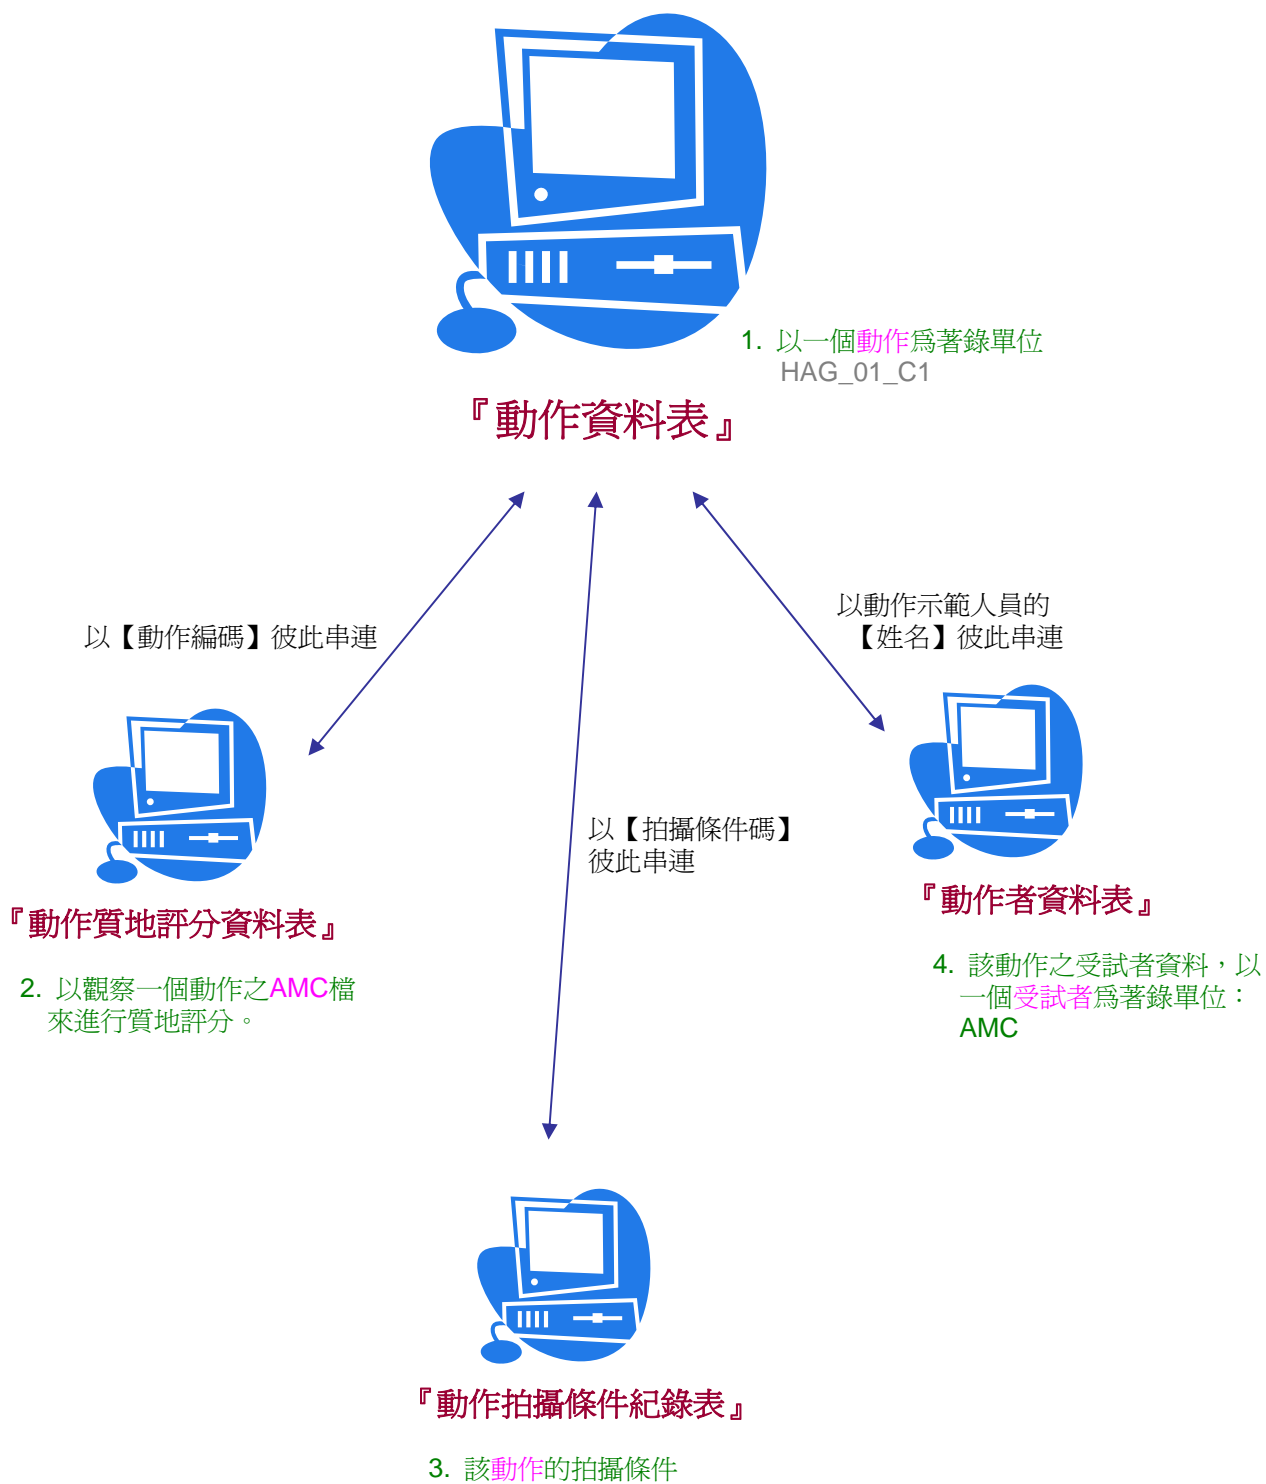 1. 以一個動作爲著錄單位
HAG_01_C1
『動作資料表』
以【動作編碼】彼此串連
以動作示範人員的
【姓名】彼此串連
以【拍攝條件碼】
彼此串連
『動作質地評分資料表』
2. 以觀察一個動作之AMC檔
來進行質地評分。
『動作者資料表』
4. 該動作之受試者資料，以
一個受試者爲著錄單位：
AMC
『動作拍攝條件紀錄表』
3. 該動作的拍攝條件